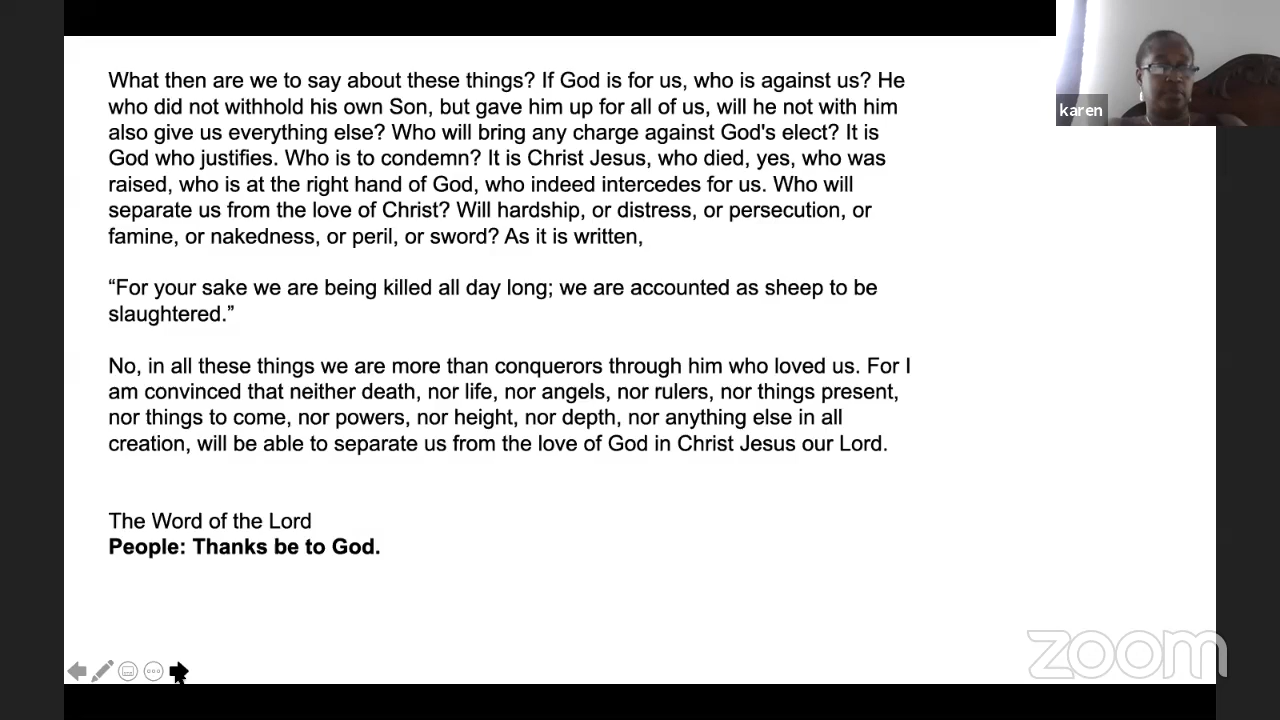 What then are we to say about these things? If God is for us, who is against us? He
who did not withhold his own Son, but gave him up for all of us, will he not with him
also give us everything else? Who will bring any charge against God's elect? It is
God who justifies. Who is to condemn? It is Christ Jesus, who died, yes, who was
raised, who is at the right hand of God, who indeed intercedes for us. Who will
separate us from the love of Christ? Will hardship, or distress, or persecution, or
famine, or nakedness, or peril, or sword? As it is written,
“For your sake we are being killed all day long; we are accounted as sheep to be
slaughtered.”
No, in all these things we are more than conquerors through him who loved us. For I
am convinced that neither death, nor life, nor angels, nor rulers, nor things present,
nor things to come, nor powers, nor height, nor depth, nor anything else in all
creation, will be able to separate us from the love of God in Christ Jesus our Lord.
The Word of the Lord
People: Thanks be to God.
karen
zoom